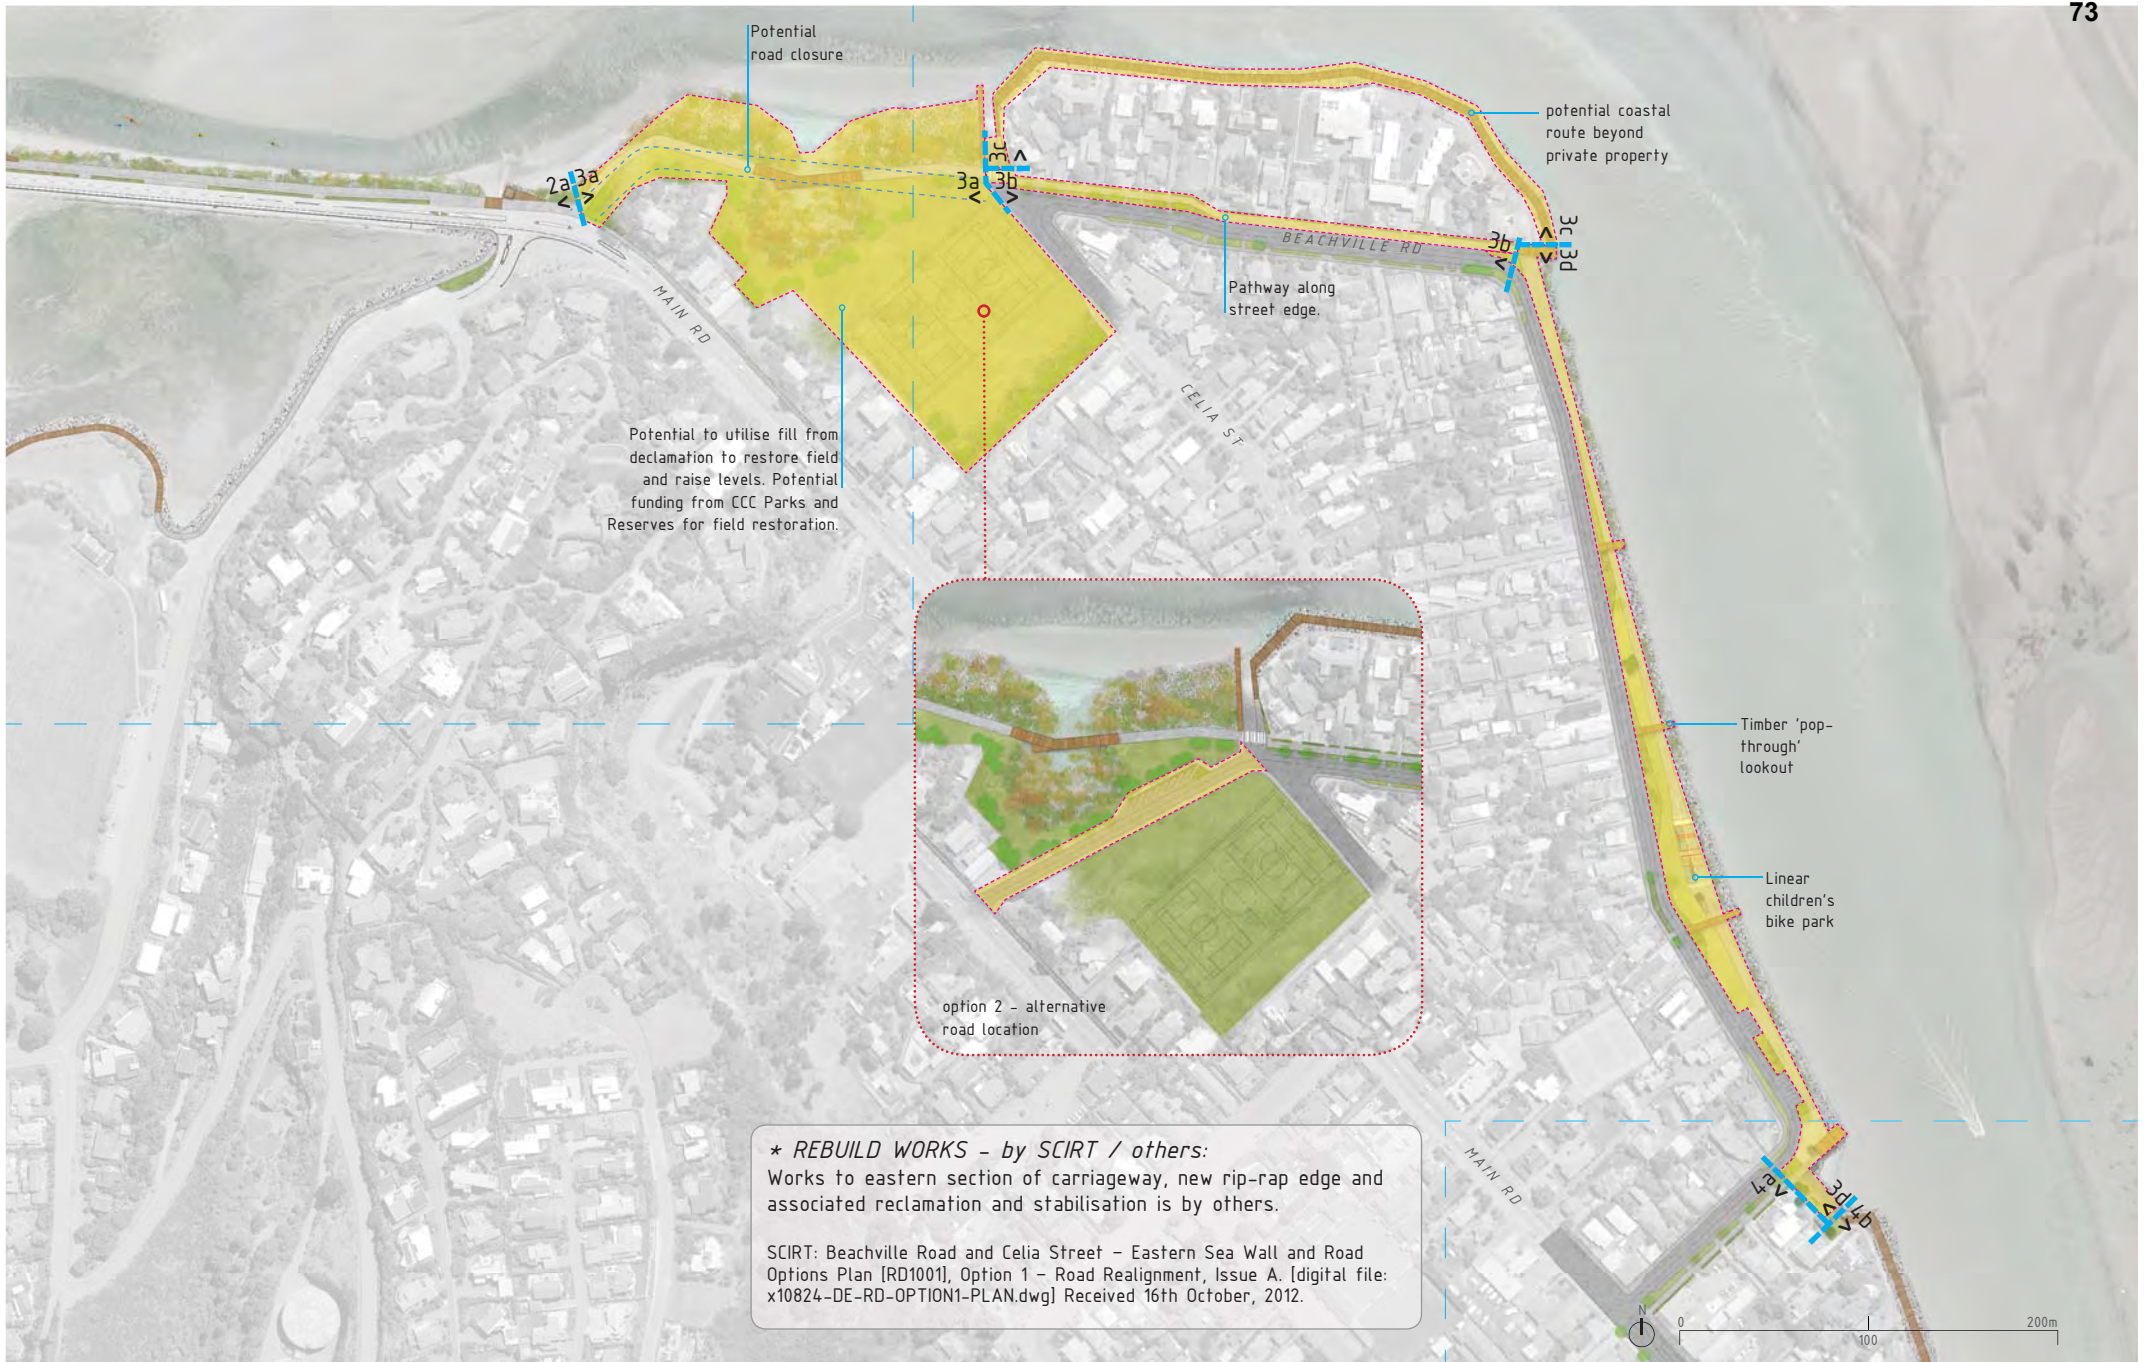 73
Potential
road closure
potential coastal
route beyond
private property
2a 3a
< >
3c
>
3a 3b
< >
3b
<
3c 3d
< >
BEACHVILLE RD
Pathway along
street edge.
MAIN RD
CELIA ST
Potential to utilise fill from
declamation to restore field
and raise levels. Potential
funding from CCC Parks and
Reserves for field restoration.
Timber 'pop-
through'
lookout
Linear
children's
bike park
option 2 - alternative
road location
* REBUILD WORKS - by SCIRT / others:
Works to eastern section of carriageway, new rip-rap edge and
associated reclamation and stabilisation is by others.
SCIRT: Beachville Road and Celia Street – Eastern Sea Wall and Road
Options Plan [RD1001], Option 1 – Road Realignment, Issue A. [digital file:
x10824-DE-RD-OPTION1-PLAN.dwg] Received 16th October, 2012.
MAIN RD
4a
<
3d 4b
< >
N
0
100
200m